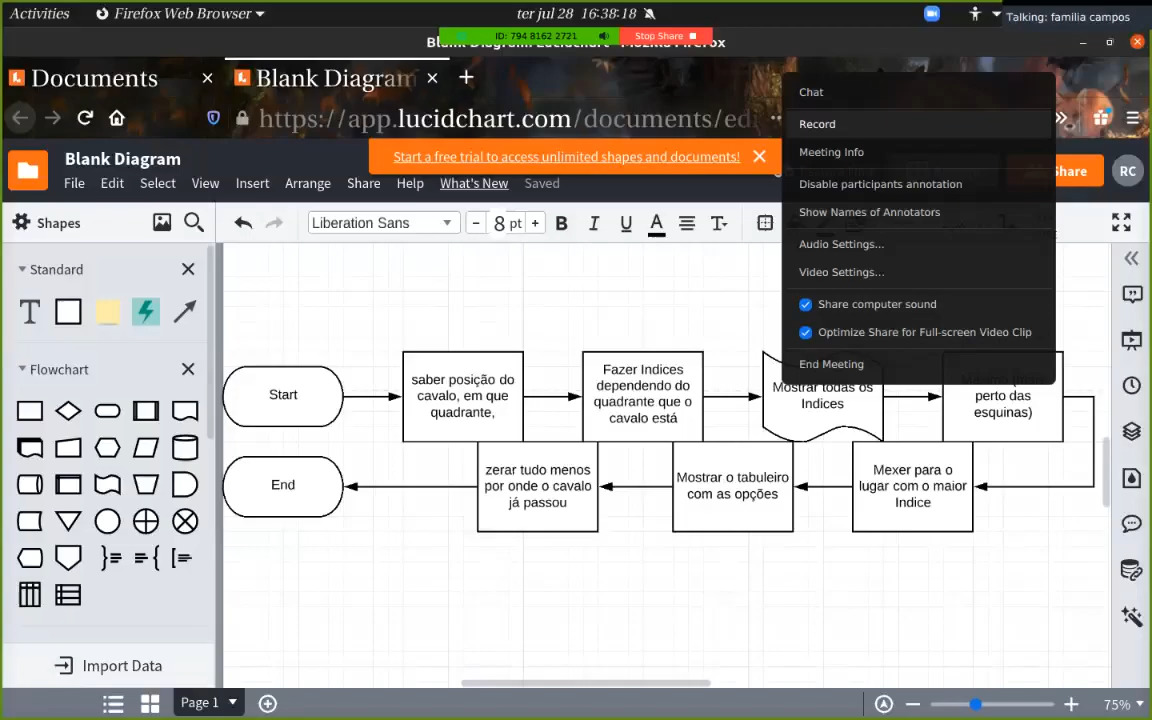 Activities
Firefox Web Browser
ter jul 28 16:38:18
Talking: familia campos
ID: 794 8162 2721
Stop Share
Documents
Blank Diagram
https://app.lucidchart.com/documents/ed
Blank Diagram
Start a free trial to access unlimited shapes and documents!
File Edit Select View Insert Arrange Share Help What's New Saved
Share
RC
Chat
Record
Meeting Info
Disable participants annotation
Show Names of Annotators
Audio Settings...
Video Settings...
Share computer sound
Optimize Share for Full-screen Video Clip
End Meeting
Shapes
Liberation Sans
8 pt
Standard
Flowchart
Start
saber posição do
cavalo, em que
quadrante,
Fazer Indices
dependendo do
quadrante que o
cavalo está
Mostrar todas os
Indices
perto das
esquinas)
End
zerar tudo menos
por onde o cavalo
já passou
Mostrar o tabuleiro
com as opções
Mexer para o
lugar com o maior
Indice
Import Data
Page 1
75%